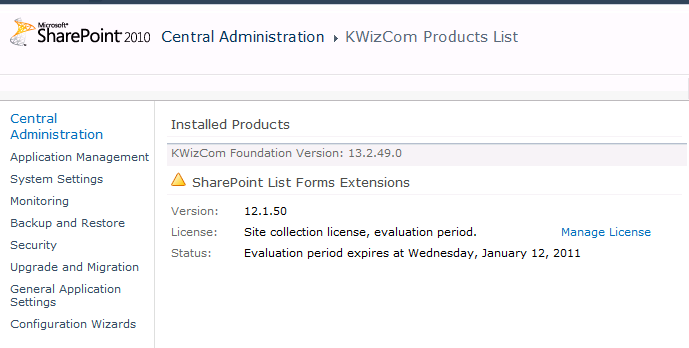 Microsoft®
SharePoint 2010
Central Administration ▸ KWizCom Products List
Central
Administration
Application Management
System Settings
Monitoring
Backup and Restore
Security
Upgrade and Migration
General Application
Settings
Configuration Wizards
Installed Products
KWizCom Foundation Version: 13.2.49.0
SharePoint List Forms Extensions
Version: 12.1.50
License: Site collection license, evaluation period. Manage License
Status: Evaluation period expires at Wednesday, January 12, 2011